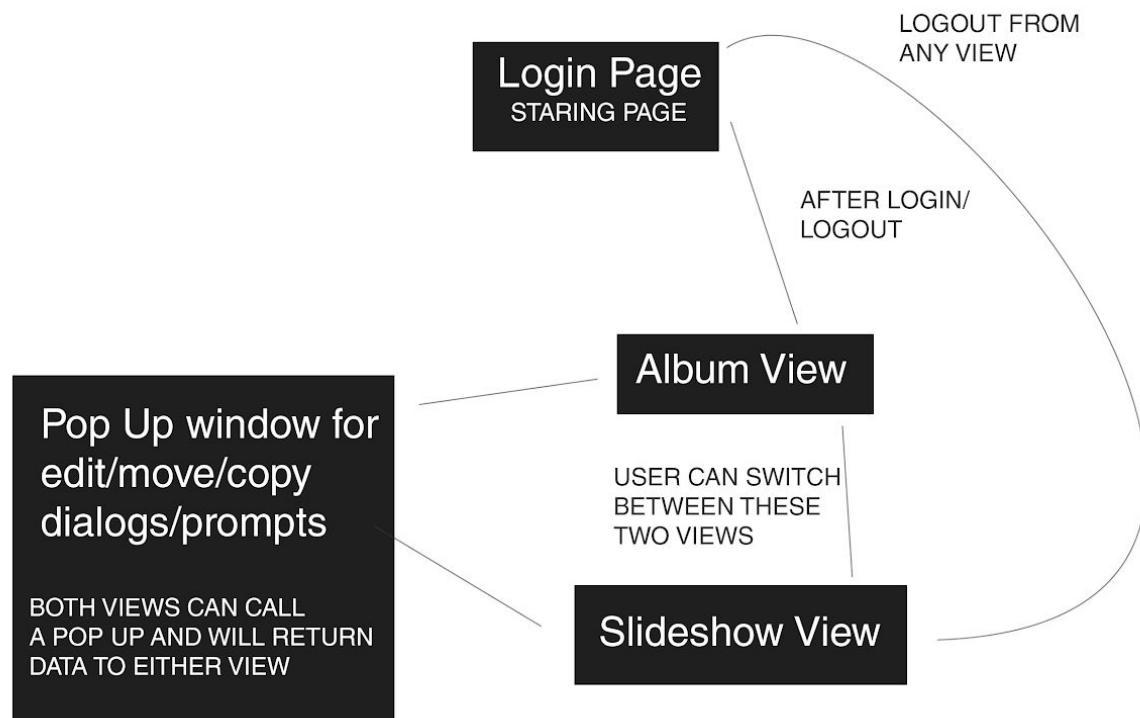 LOGOUT FROM
ANY VIEW
Login Page
STARING PAGE
AFTER LOGIN/
LOGOUT
Album View
Pop Up window for
edit/move/copy
dialogs/prompts
BOTH VIEWS CAN CALL
A POP UP AND WILL RETURN
DATA TO EITHER VIEW
USER CAN SWITCH
BETWEEN THESE
TWO VIEWS
Slideshow View